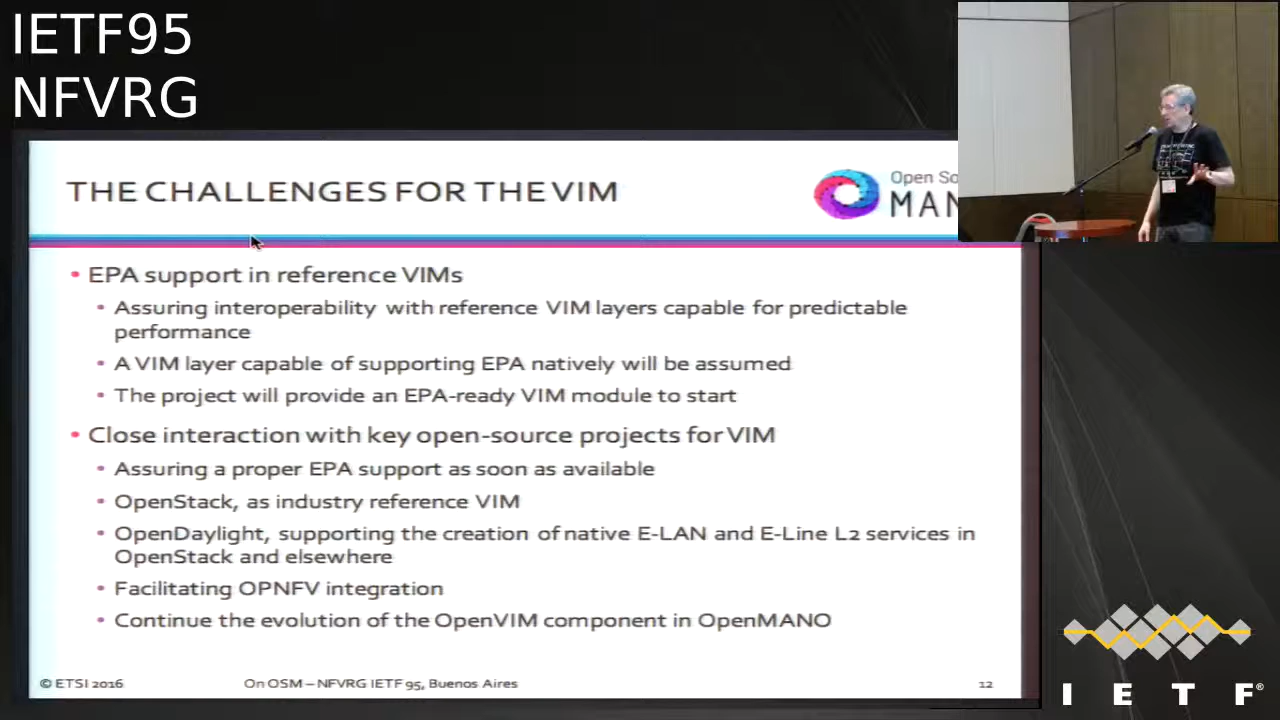 IETF95
NFVRG
THE CHALLENGES FOR THE VIM
Open So
MAN
• EPA support in reference VIMs
• Assuring interoperability with reference VIM layers capable for predictable
performance
• A VIM layer capable of supporting EPA natively will be assumed
• The project will provide an EPA-ready VIM module to start
• Close interaction with key open-source projects for VIM
• Assuring a proper EPA support as soon as available
• OpenStack, as industry reference VIM
• OpenDaylight, supporting the creation of native E-LAN and E-Line L2 services in
OpenStack and elsewhere
• Facilitating OPNFV integration
• Continue the evolution of the OpenVIM component in OpenMANO
© ETSI 2016
On OSM – NFVRG IETF 95, Buenos Aires
12
I E T F®